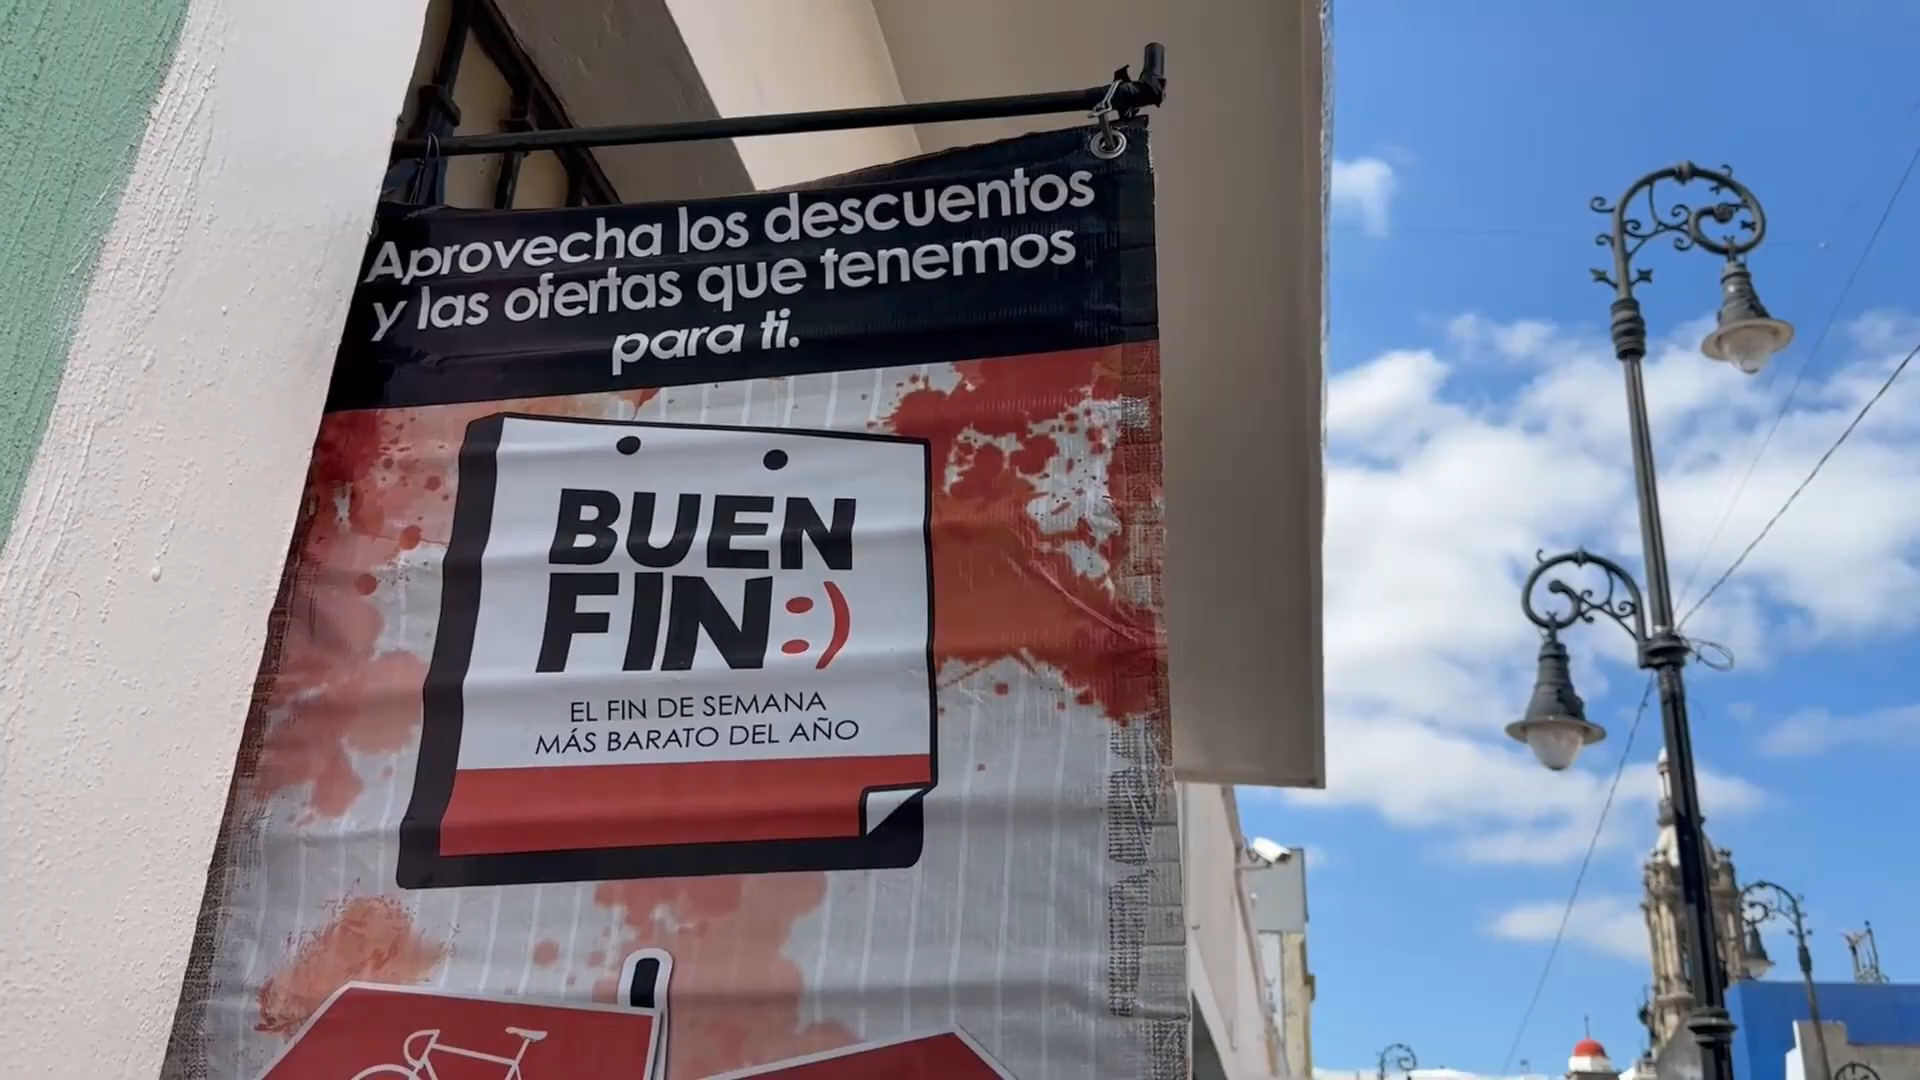 Aprovecha los descuentos
y las ofertas que tenemos
para ti.
BUEN
FIN:)
EL FIN DE SEMANA
MÁS BARATO DEL AÑO